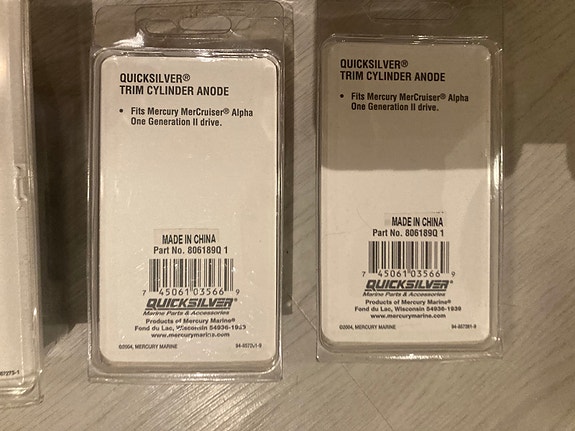 QUICKSILVER®
TRIM CYLINDER ANODE
• Fits Mercury MerCruiser® Alpha
One Generation II drive.
MADE IN CHINA
Part No. 806189Q 1
7 45061 03566 9
QUICKSILVER®
Marine Parts & Accessories
Products of Mercury Marine®
Fond du Lac, Wisconsin 54936-1939
www.mercurymarine.com
©2004, MERCURY MARINE
QUICKSILVER®
TRIM CYLINDER ANODE
• Fits Mercury MerCruiser® Alpha
One Generation II drive.
MADE IN CHINA
Part No. 806189Q 1
7 45061 03566 9
QUICKSILVER
Marine Parts & Accessories
Products of Mercury Marine®
Fond du Lac, Wisconsin 54936-1939
www.mercurymarine.com
©2004, MERCURY MARINE